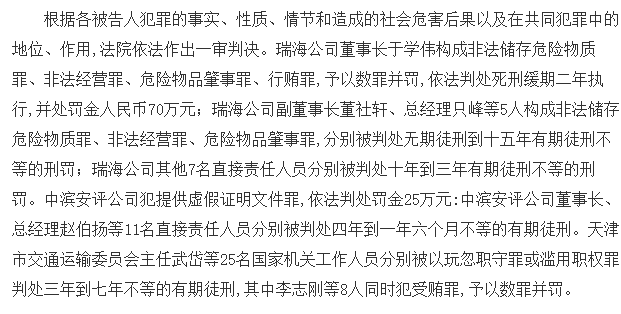 根据各被告人犯罪的事实、性质、情节和造成的社会危害后果以及在共同犯罪中的
地位、作用,法院依法作出一审判决。瑞海公司董事长于学伟构成非法储存危险物质
罪、非法经营罪、危险物品肇事罪、行贿罪,予以数罪并罚,依法判处死刑缓期二年执
行,并处罚金人民币70万元；瑞海公司副董事长董社轩、总经理只峰等5人构成非法储存
危险物质罪、非法经营罪、危险物品肇事罪,分别被判处无期徒刑到十五年有期徒刑不
等的刑罚；瑞海公司其他7名直接责任人员分别被判处十年到三年有期徒刑不等的刑
罚。中滨安评公司犯提供虚假证明文件罪,依法判处罚金25万元:中滨安评公司董事长、
总经理赵伯扬等11名直接责任人员分别被判处四年到一年六个月不等的有期徒刑。天津
市交通运输委员会主任武岱等25名国家机关工作人员分别被以玩忽职守罪或滥用职权罪
判处三年到七年不等的有期徒刑,其中李志刚等8人同时犯受贿罪,予以数罪并罚。